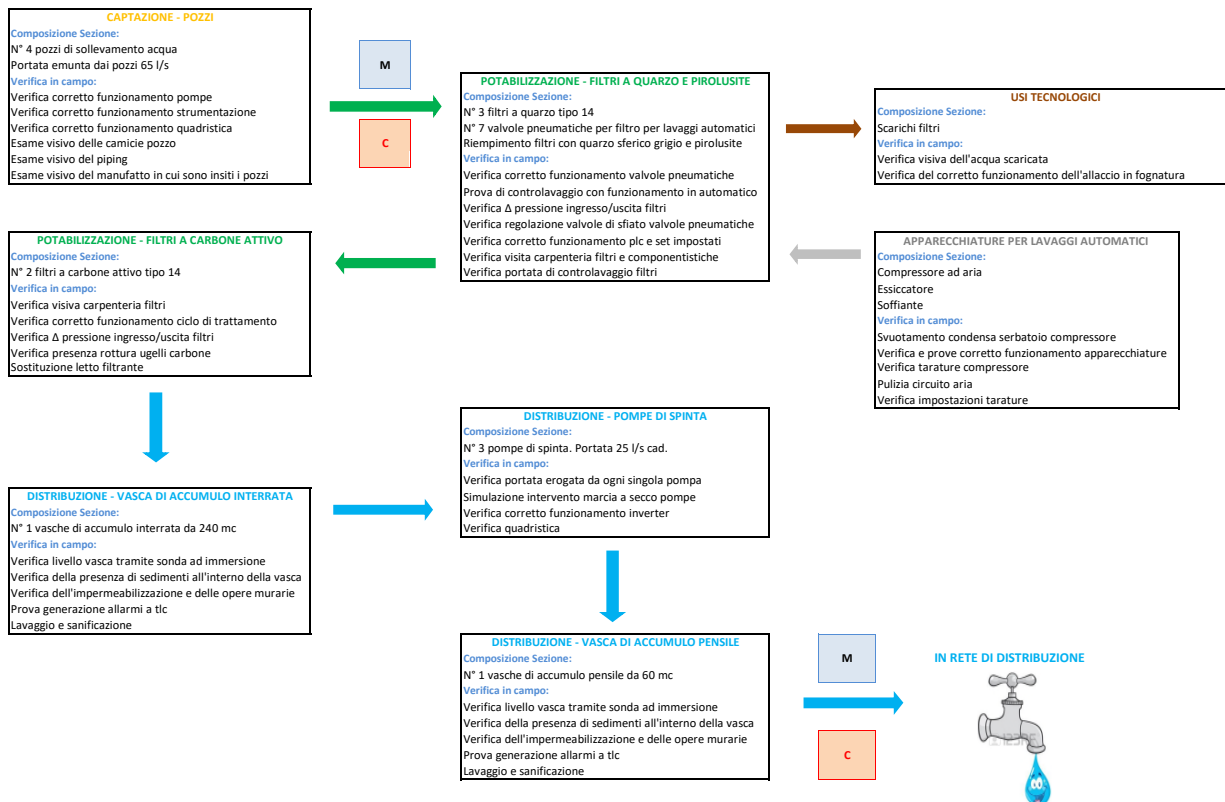 CAPTAZIONE - POZZI
Composizione Sezione:
N° 4 pozzi di sollevamento acqua
Portata emunta dai pozzi 65 l/s
Verifica in campo:
Verifica corretto funzionamento pompe
Verifica corretto funzionamento strumentazione
Verifica corretto funzionamento quadristica
Esame visivo delle camicie pozzo
Esame visivo del piping
Esame visivo del manufatto in cui sono insiti i pozzi
M
C
POTABILIZZAZIONE - FILTRI A QUARZO E PIROLUSITE
Composizione Sezione:
N° 3 filtri a quarzo tipo 14
N° 7 valvole pneumatiche per filtro per lavaggi automatici
Riempimento filtri con quarzo sferico grigio e pirolusite
Verifica in campo:
Verifica corretto funzionamento valvole pneumatiche
Prova di controlavaggio con funzionamento in automatico
Verifica Δ pressione ingresso/uscita filtri
Verifica regolazione valvole di sfiato valvole pneumatiche
Verifica corretto funzionamento plc e set impostati
Verifica visita carpenteria filtri e componentistiche
Verifica portata di controlavaggio filtri
USI TECNOLOGICI
Composizione Sezione:
Scarichi filtri
Verifica in campo:
Verifica visiva dell'acqua scaricata
Verifica del corretto funzionamento dell'allaccio in fognatura
APPARECCHIATURE PER LAVAGGI AUTOMATICI
Composizione Sezione:
Compressore ad aria
Essiccatore
Soffiante
Verifica in campo:
Svuotamento condensa serbatoio compressore
Verifica e prove corretto funzionamento apparecchiature
Verifica tarature compressore
Pulizia circuito aria
Verifica impostazioni tarature
POTABILIZZAZIONE - FILTRI A CARBONE ATTIVO
Composizione Sezione:
N° 2 filtri a carbone attivo tipo 14
Verifica in campo:
Verifica visiva carpenteria filtri
Verifica corretto funzionamento ciclo di trattamento
Verifica Δ pressione ingresso/uscita filtri
Verifica presenza rottura ugelli carbone
Sostituzione letto filtrante
DISTRIBUZIONE - VASCA DI ACCUMULO INTERRATA
Composizione Sezione:
N° 1 vasche di accumulo interrata da 240 mc
Verifica in campo:
Verifica livello vasca tramite sonda ad immersione
Verifica della presenza di sedimenti all'interno della vasca
Verifica dell'impermeabilizzazione e delle opere murarie
Prova generazione allarmi a tlc
Lavaggio e sanificazione
DISTRIBUZIONE - POMPE DI SPINTA
Composizione Sezione:
N° 3 pompe di spinta. Portata 25 l/s cad.
Verifica in campo:
Verifica portata erogata da ogni singola pompa
Simulazione intervento marcia a secco pompe
Verifica corretto funzionamento inverter
Verifica quadristica
DISTRIBUZIONE - VASCA DI ACCUMULO PENSILE
Composizione Sezione:
N° 1 vasche di accumulo pensile da 60 mc
Verifica in campo:
Verifica livello vasca tramite sonda ad immersione
Verifica della presenza di sedimenti all'interno della vasca
Verifica dell'impermeabilizzazione e delle opere murarie
Prova generazione allarmi a tlc
Lavaggio e sanificazione
M
C
IN RETE DI DISTRIBUZIONE